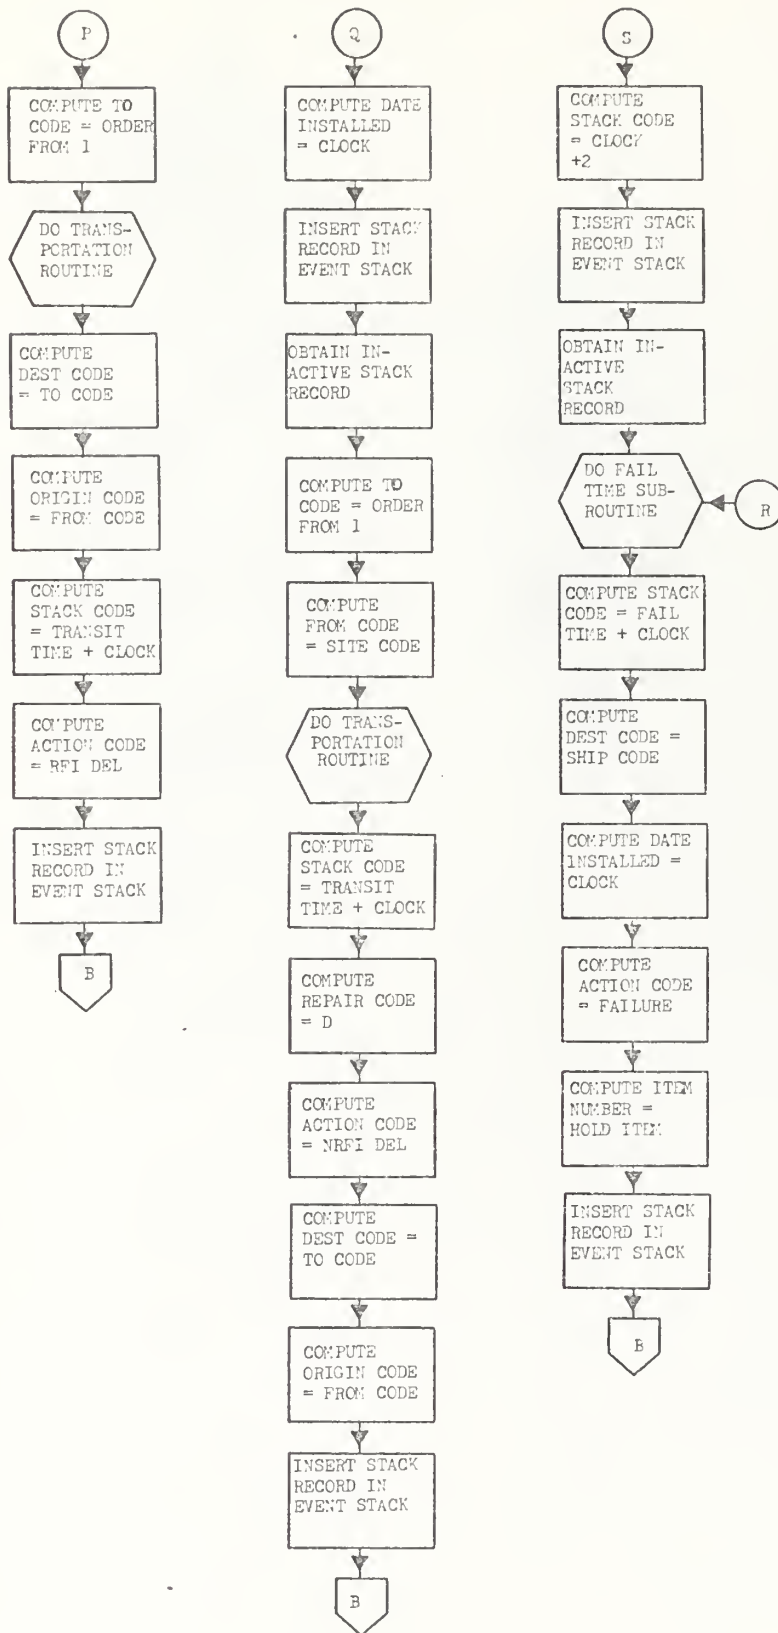 P
COMPUTE TO
CODE = ORDER
FROM 1
DO TRANS-
PORTATION
ROUTINE
COMPUTE
DEST CODE
= TO CODE
COMPUTE
ORIGIN CODE
= FROM CODE
COMPUTE
STACK CODE
= TRANSIT
TIME + CLOCK
COMPUTE
ACTION CODE
= RFI DEL
INSERT STACK
RECORD IN
EVENT STACK
B
Q
COMPUTE DATE
INSTALLED
= CLOCK
INSERT STACK
RECORD IN
EVENT STACK
OBTAIN IN-
ACTIVE STACK
RECORD
COMPUTE TO
CODE = ORDER
FROM 1
COMPUTE
FROM CODE
= SITE CODE
DO TRANS-
PORTATION
ROUTINE
COMPUTE
STACK CODE
= TRANSIT
TIME + CLOCK
COMPUTE
REPAIR CODE
= D
COMPUTE
ACTION CODE
= NRFI DEL
COMPUTE
DEST CODE =
TO CODE
COMPUTE
ORIGIN CODE
= FROM CODE
INSERT STACK
RECORD IN
EVENT STACK
B
S
COMPUTE
STACK CODE
= CLOCK
+2
INSERT STACK
RECORD IN
EVENT STACK
OBTAIN IN-
ACTIVE
STACK
RECORD
DO FAIL
TIME SUB-
ROUTINE
R
COMPUTE STACK
CODE = FAIL
TIME + CLOCK
COMPUTE
DEST CODE =
SHIP CODE
COMPUTE DATE
INSTALLED =
CLOCK
COMPUTE
ACTION CODE
= FAILURE
COMPUTE ITEM
NUMBER =
HOLD ITEM
INSERT STACK
RECORD IN
EVENT STACK
B